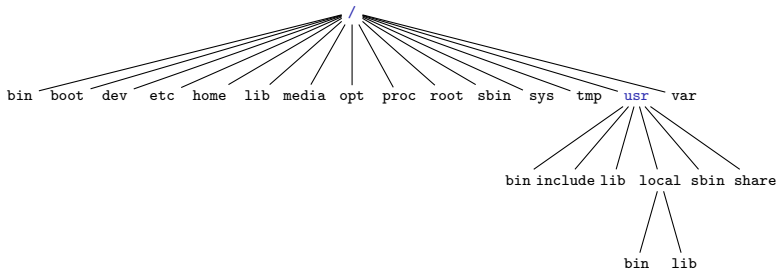 /
bin boot dev etc home lib media opt proc root sbin sys tmp usr var
bin include lib local sbin share
bin lib